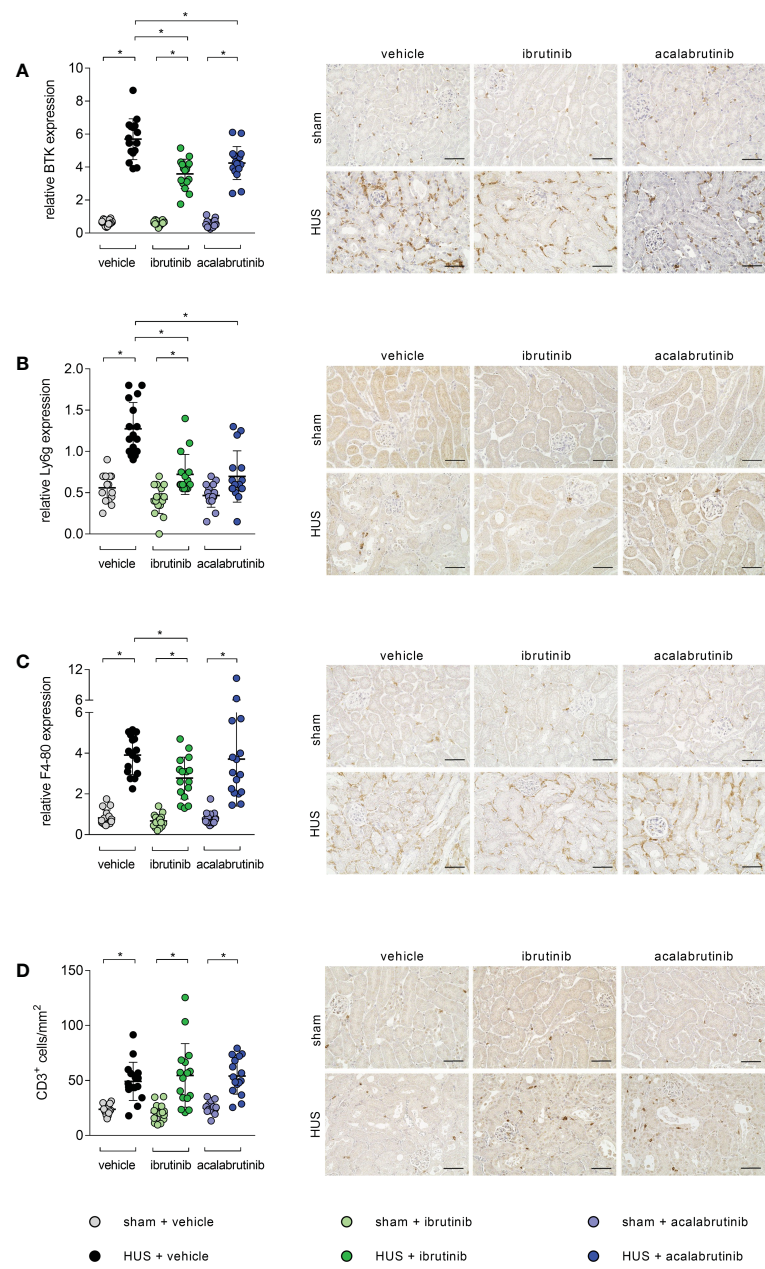 A
relative BTK expression
10
8
6
4
2
0
* * * * *
vehicle ibrutinib acalabrutinib
vehicle ibrutinib acalabrutinib
sham
HUS
B
relative Ly6g expression
2.0
1.5
1.0
0.5
0.0
* * * *
vehicle ibrutinib acalabrutinib
vehicle ibrutinib acalabrutinib
sham
HUS
C
relative F4-80 expression
12
6
6
4
2
0
* * * *
vehicle ibrutinib acalabrutinib
vehicle ibrutinib acalabrutinib
sham
HUS
D
CD3+ cells/mm2
150
100
50
0
* * *
vehicle ibrutinib acalabrutinib
vehicle ibrutinib acalabrutinib
sham
HUS
sham + vehicle sham + ibrutinib sham + acalabrutinib
HUS + vehicle HUS + ibrutinib HUS + acalabrutinib